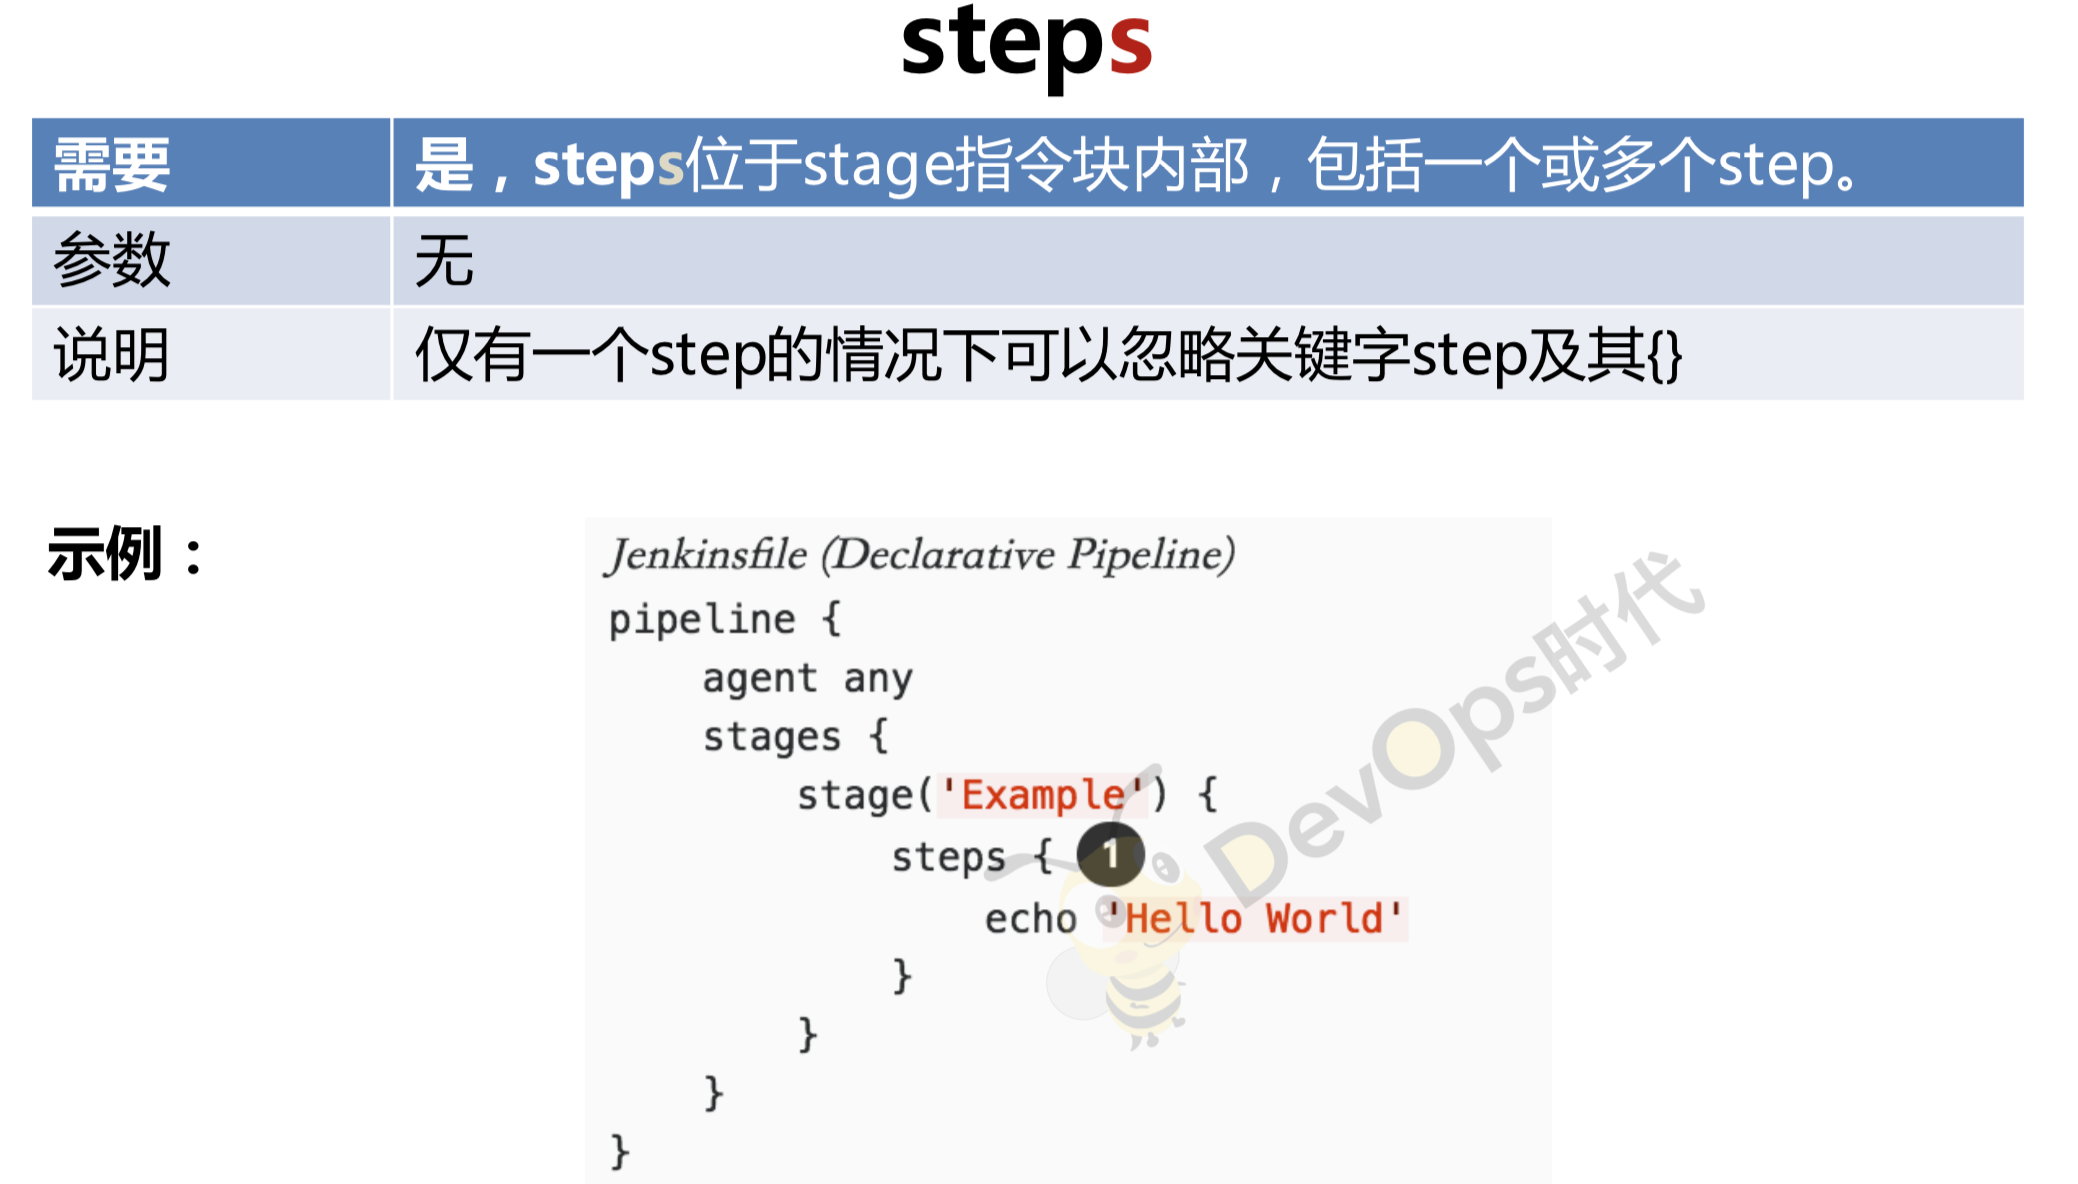 steps
需要 是，steps位于stage指令块内部，包括一个或多个step。
参数 无
说明 仅有一个step的情况下可以忽略关键字step及其{}
示例：
Jenkinsfile (Declarative Pipeline)
pipeline {
    agent any
    stages {
        stage('Example') {
            steps { 1
                echo 'Hello World'
            }
        }
    }
}
DevOps时代